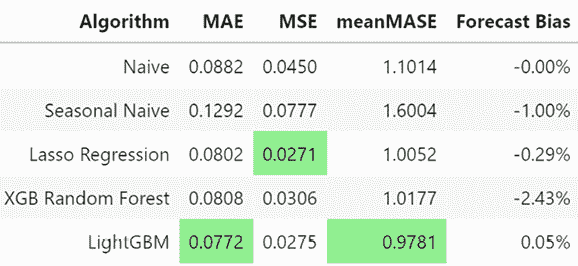 Algorithm MAE MSE meanMASE Forecast Bias
Naive 0.0882 0.0450 1.1014 -0.00%
Seasonal Naive 0.1292 0.0777 1.6004 -1.00%
Lasso Regression 0.0802 0.0271 1.0052 -0.29%
XGB Random Forest 0.0808 0.0306 1.0177 -2.43%
LightGBM 0.0772 0.0275 0.9781 0.05%